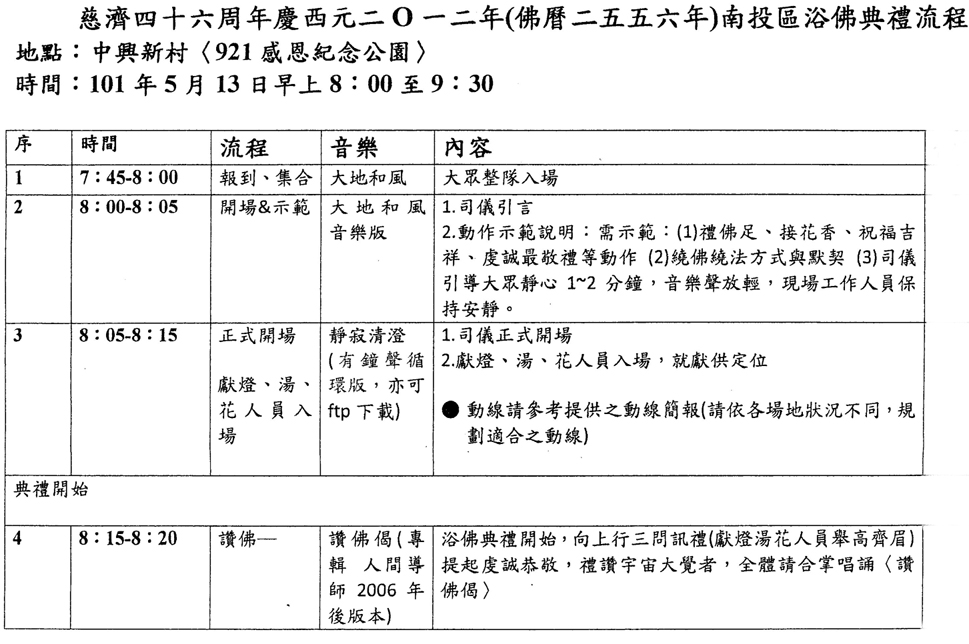 慈濟四十六周年慶西元二O一二年(佛曆二五五六年)南投區浴佛典禮流程
地點：中興新村〈921感恩紀念公園〉
時間：101 年 5 月 13 日早上 8：00 至 9：30
序 時間 流程 音樂 內容
1 7：45-8：00 報到、集合 大地和風 大眾整隊入場
2 8：00-8：05 開場&示範 大地和風
音樂版
1.司儀引言
2.動作示範說明：需示範：(1)禮佛足、接花香、祝福吉
祥、虔誠最敬禮等動作 (2)繞佛繞法方式與默契 (3)司儀
引導大眾靜心 1~2 分鐘，音樂聲放輕，現場工作人員保
持安靜。
3 8：05-8：15 正式開場
獻燈、湯、
花人員入
場
靜寂清澄
(有鐘聲循
環版，亦可
ftp 下載)
1.司儀正式開場
2.獻燈、湯、花人員入場，就獻供定位
● 動線請參考提供之動線簡報(請依各場地狀況不同，規
劃適合之動線)
典禮開始
4 8：15-8：20 讚佛—
讚佛偈(專
輯 人間導
師 2006 年
後版本)
浴佛典禮開始，向上行三問訊禮(獻燈湯花人員舉高齊眉)
提起虔誠恭敬，禮讚宇宙大覺者，全體請合掌唱誦〈讚
佛偈〉